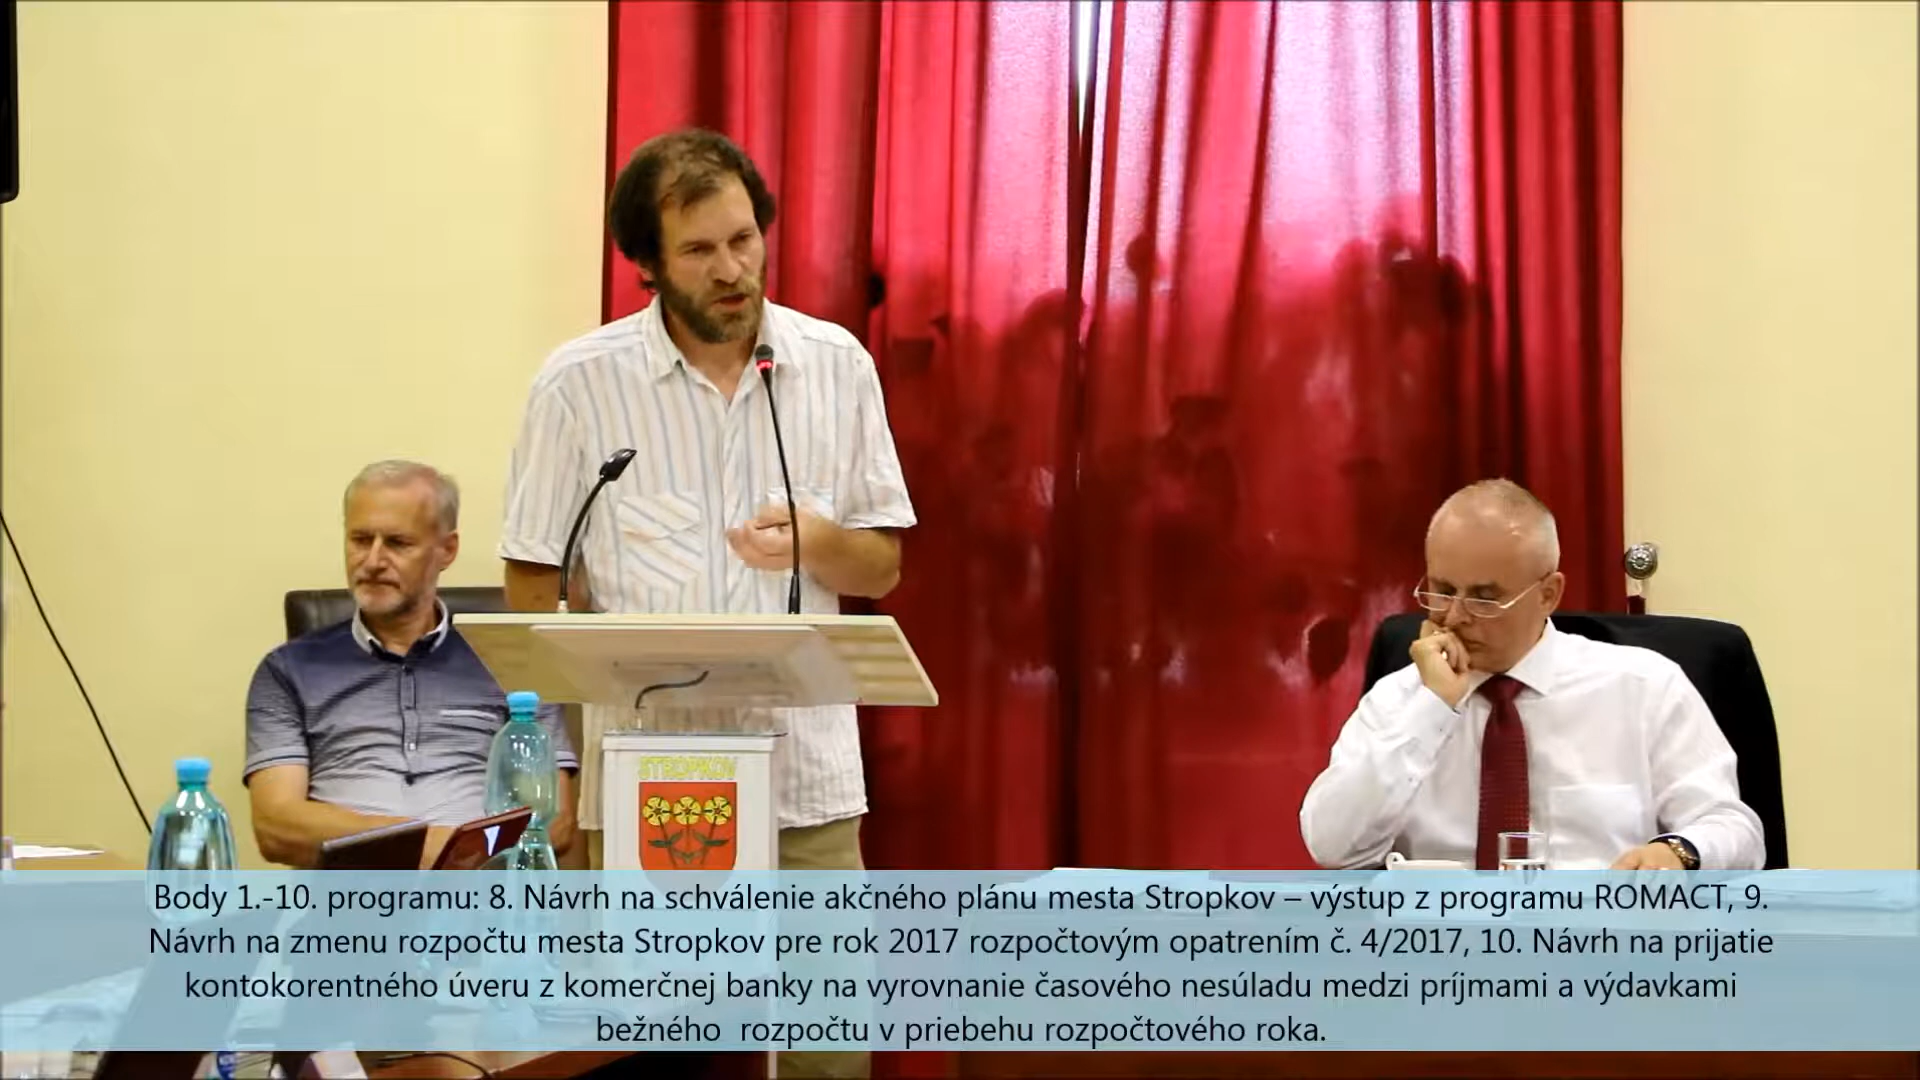 STROPKOV
Body 1.-10. programu: 8. Návrh na schválenie akčného plánu mesta Stropkov – výstup z programu ROMACT, 9.
Návrh na zmenu rozpočtu mesta Stropkov pre rok 2017 rozpočtovým opatrením č. 4/2017, 10. Návrh na prijatie
kontokorentného úveru z komerčnej banky na vyrovnanie časového nesúladu medzi príjmami a výdavkami
bežného  rozpočtu v priebehu rozpočtového roka.